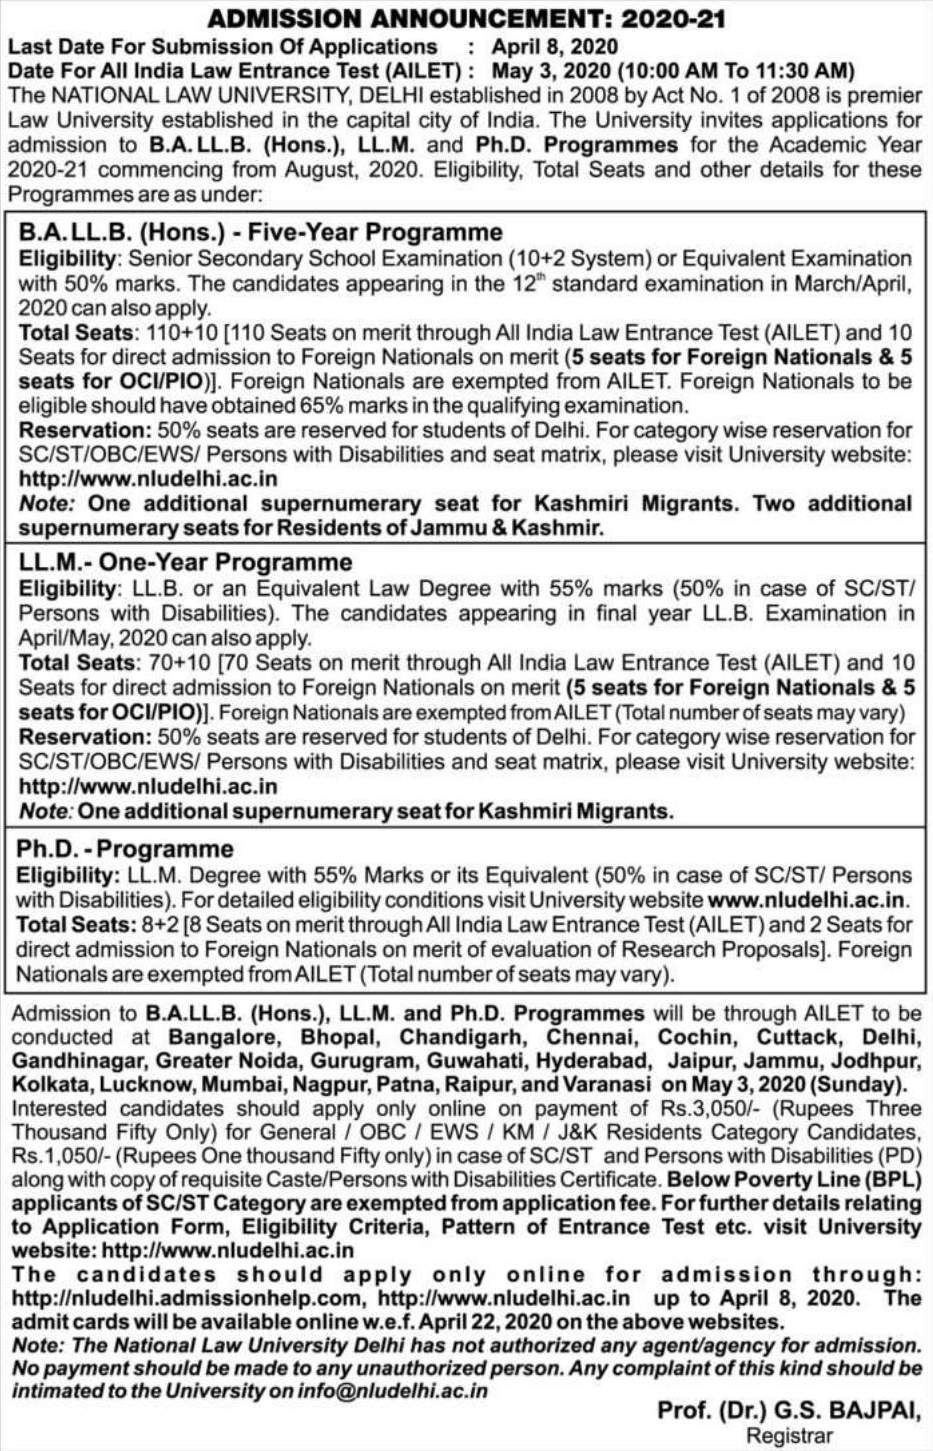 ADMISSION ANNOUNCEMENT: 2020-21
Last Date For Submission Of Applications : April 8, 2020
Date For All India Law Entrance Test (AILET) : May 3, 2020 (10:00 AM To 11:30 AM)
The NATIONAL LAW UNIVERSITY, DELHI established in 2008 by Act No. 1 of 2008 is premier
Law University established in the capital city of India. The University invites applications for
admission to B.A. LL.B. (Hons.), LL.M. and Ph.D. Programmes for the Academic Year
2020-21 commencing from August, 2020. Eligibility, Total Seats and other details for these
Programmes are as under:
B.A. LL.B. (Hons.) - Five-Year Programme
Eligibility: Senior Secondary School Examination (10+2 System) or Equivalent Examination
with 50% marks. The candidates appearing in the 12th standard examination in March/April,
2020 can also apply.
Total Seats: 110+10 [110 Seats on merit through All India Law Entrance Test (AILET) and 10
Seats for direct admission to Foreign Nationals on merit (5 seats for Foreign Nationals & 5
seats for OCI/PIO)]. Foreign Nationals are exempted from AILET. Foreign Nationals to be
eligible should have obtained 65% marks in the qualifying examination.
Reservation: 50% seats are reserved for students of Delhi. For category wise reservation for
SC/ST/OBC/EWS/ Persons with Disabilities and seat matrix, please visit University website:
http://www.nludelhi.ac.in
Note: One additional supernumerary seat for Kashmiri Migrants. Two additional
supernumerary seats for Residents of Jammu & Kashmir.
LL.M.- One-Year Programme
Eligibility: LL.B. or an Equivalent Law Degree with 55% marks (50% in case of SC/ST/
Persons with Disabilities). The candidates appearing in final year LL.B. Examination in
April/May, 2020 can also apply.
Total Seats: 70+10 [70 Seats on merit through All India Law Entrance Test (AILET) and 10
Seats for direct admission to Foreign Nationals on merit (5 seats for Foreign Nationals & 5
seats for OCI/PIO)]. Foreign Nationals are exempted from AILET (Total number of seats may vary)
Reservation: 50% seats are reserved for students of Delhi. For category wise reservation for
SC/ST/OBC/EWS/ Persons with Disabilities and seat matrix, please visit University website:
http://www.nludelhi.ac.in
Note: One additional supernumerary seat for Kashmiri Migrants.
Ph.D. - Programme
Eligibility: LL.M. Degree with 55% Marks or its Equivalent (50% in case of SC/ST/ Persons
with Disabilities). For detailed eligibility conditions visit University website www.nludelhi.ac.in.
Total Seats: 8+2 [8 Seats on merit through All India Law Entrance Test (AILET) and 2 Seats for
direct admission to Foreign Nationals on merit of evaluation of Research Proposals]. Foreign
Nationals are exempted from AILET (Total number of seats may vary).
Admission to B.A.LL.B. (Hons.), LL.M. and Ph.D. Programmes will be through AILET to be
conducted at Bangalore, Bhopal, Chandigarh, Chennai, Cochin, Cuttack, Delhi,
Gandhinagar, Greater Noida, Gurugram, Guwahati, Hyderabad, Jaipur, Jammu, Jodhpur,
Kolkata, Lucknow, Mumbai, Nagpur, Patna, Raipur, and Varanasi on May 3, 2020 (Sunday).
Interested candidates should apply only online on payment of Rs.3,050/- (Rupees Three
Thousand Fifty Only) for General / OBC / EWS / KM / J&K Residents Category Candidates,
Rs.1,050/- (Rupees One thousand Fifty only) in case of SC/ST and Persons with Disabilities (PD)
along with copy of requisite Caste/Persons with Disabilities Certificate. Below Poverty Line (BPL)
applicants of SC/ST Category are exempted from application fee. For further details relating
to Application Form, Eligibility Criteria, Pattern of Entrance Test etc. visit University
website: http://www.nludelhi.ac.in
The candidates should apply only online for admission through:
http://nludelhi.admissionhelp.com, http://www.nludelhi.ac.in up to April 8, 2020. The
admit cards will be available online w.e.f. April 22, 2020 on the above websites.
Note: The National Law University Delhi has not authorized any agent/agency for admission.
No payment should be made to any unauthorized person. Any complaint of this kind should be
intimated to the University on info@nludelhi.ac.in
Prof. (Dr.) G.S. BAJPAI,
Registrar